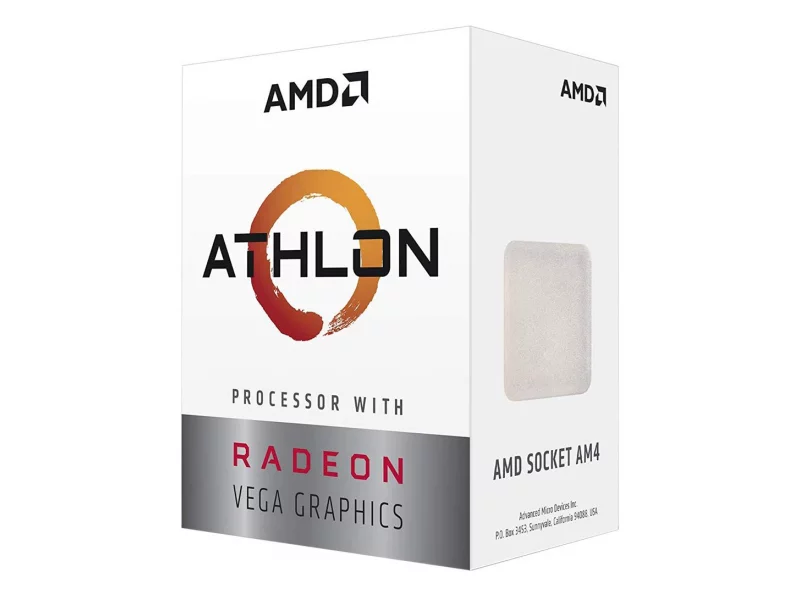 AMD
ATHLON
PROCESSOR WITH
RADEON
VEGA GRAPHICS
AMD
AMD SOCKET AM4
Advanced Micro Devices Inc.
P.O. Box 3453, Sunnyvale, California 94088, USA